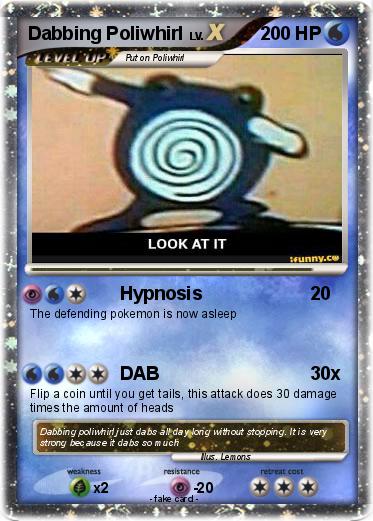 Dabbing Poliwhirl LV. X 200 HP
LEVEL-UP Put on Poliwhirl
LOOK AT IT
ifunny.co
Hypnosis 20
The defending pokemon is now asleep
DAB 30x
Flip a coin until you get tails, this attack does 30 damage
times the amount of heads
Dabbing poliwhirl just dabs all day long without stopping. It is very
strong because it dabs so much
Illus. Lemons
weakness resistance retreat cost
x2 -20
- fake card -